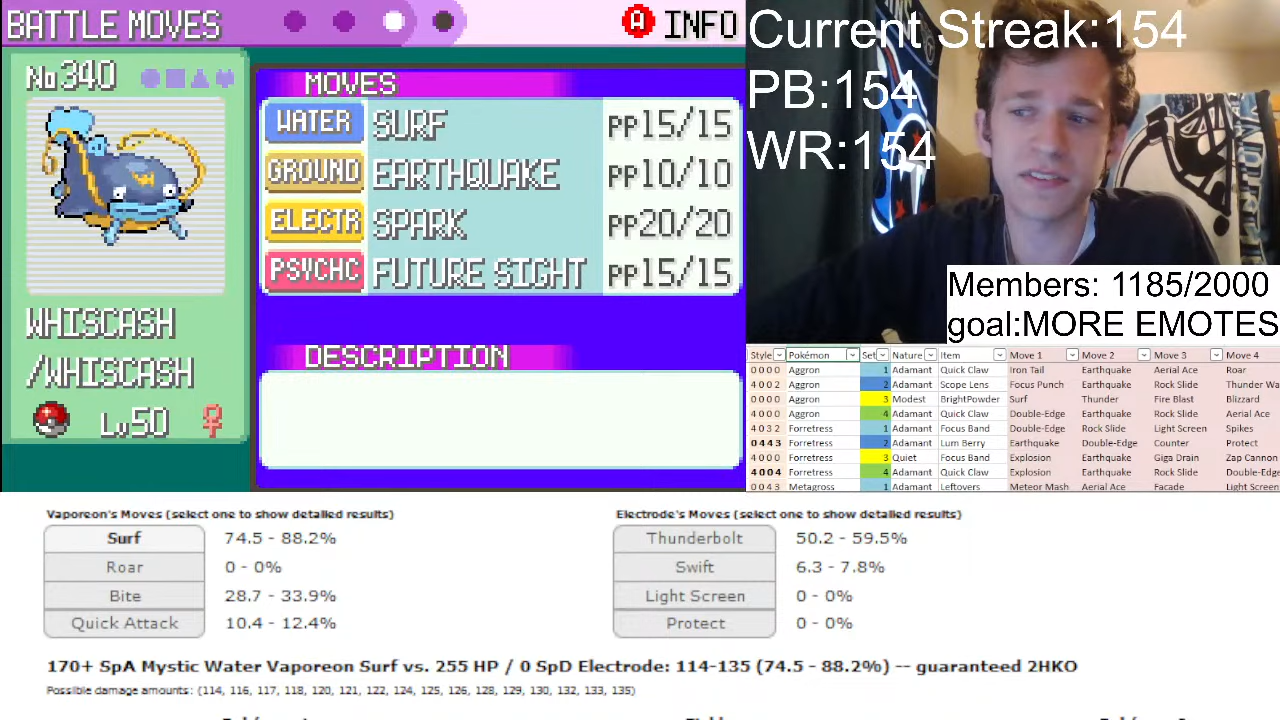 BATTLE MOVES
A INFO
No340
MOVES
WATER SURF PP15/15
GROUND EARTHQUAKE PP10/10
ELECTR SPARK PP20/20
PSYCHC FUTURE SIGHT PP15/15
WHISCASH
/WHISCASH
Lv50 ♀
DESCRIPTION
Current Streak:154
PB:154
WR:154
Members: 1185/2000
goal:MORE EMOTES
Style Pokémon Set Nature Item Move 1 Move 2 Move 3 Move 4
0000 Aggron 1 Adamant Quick Claw Iron Tail Earthquake Aerial Ace Roar
4002 Aggron 2 Adamant Scope Lens Focus Punch Earthquake Rock Slide Thunder Wa
0000 Aggron 3 Modest BrightPowder Surf Thunder Fire Blast Blizzard
4000 Aggron 4 Adamant Quick Claw Double-Edge Earthquake Rock Slide Aerial Ace
4032 Forretress 1 Adamant Focus Band Double-Edge Rock Slide Light Screen Spikes
0443 Forretress 2 Adamant Lum Berry Earthquake Double-Edge Counter Protect
4000 Forretress 3 Quiet Focus Band Explosion Giga Drain Rock Slide Zap Cannon
4004 Forretress 4 Adamant Quick Claw Explosion Earthquake Rock Slide Double-Edge
0043 Metagross 1 Adamant Leftovers Meteor Mash Aerial Ace Facade Light Screen
Vaporeon's Moves (select one to show detailed results)
Surf 74.5 - 88.2%
Roar 0 - 0%
Bite 28.7 - 33.9%
Quick Attack 10.4 - 12.4%
Electrode's Moves (select one to show detailed results)
Thunderbolt 50.2 - 59.5%
Swift 6.3 - 7.8%
Light Screen 0 - 0%
Protect 0 - 0%
170+ SpA Mystic Water Vaporeon Surf vs. 255 HP / 0 SpD Electrode: 114-135 (74.5 - 88.2%) -- guaranteed 2HKO
Possible damage amounts: (114, 116, 117, 118, 120, 121, 122, 124, 125, 126, 128, 129, 130, 132, 133, 135)